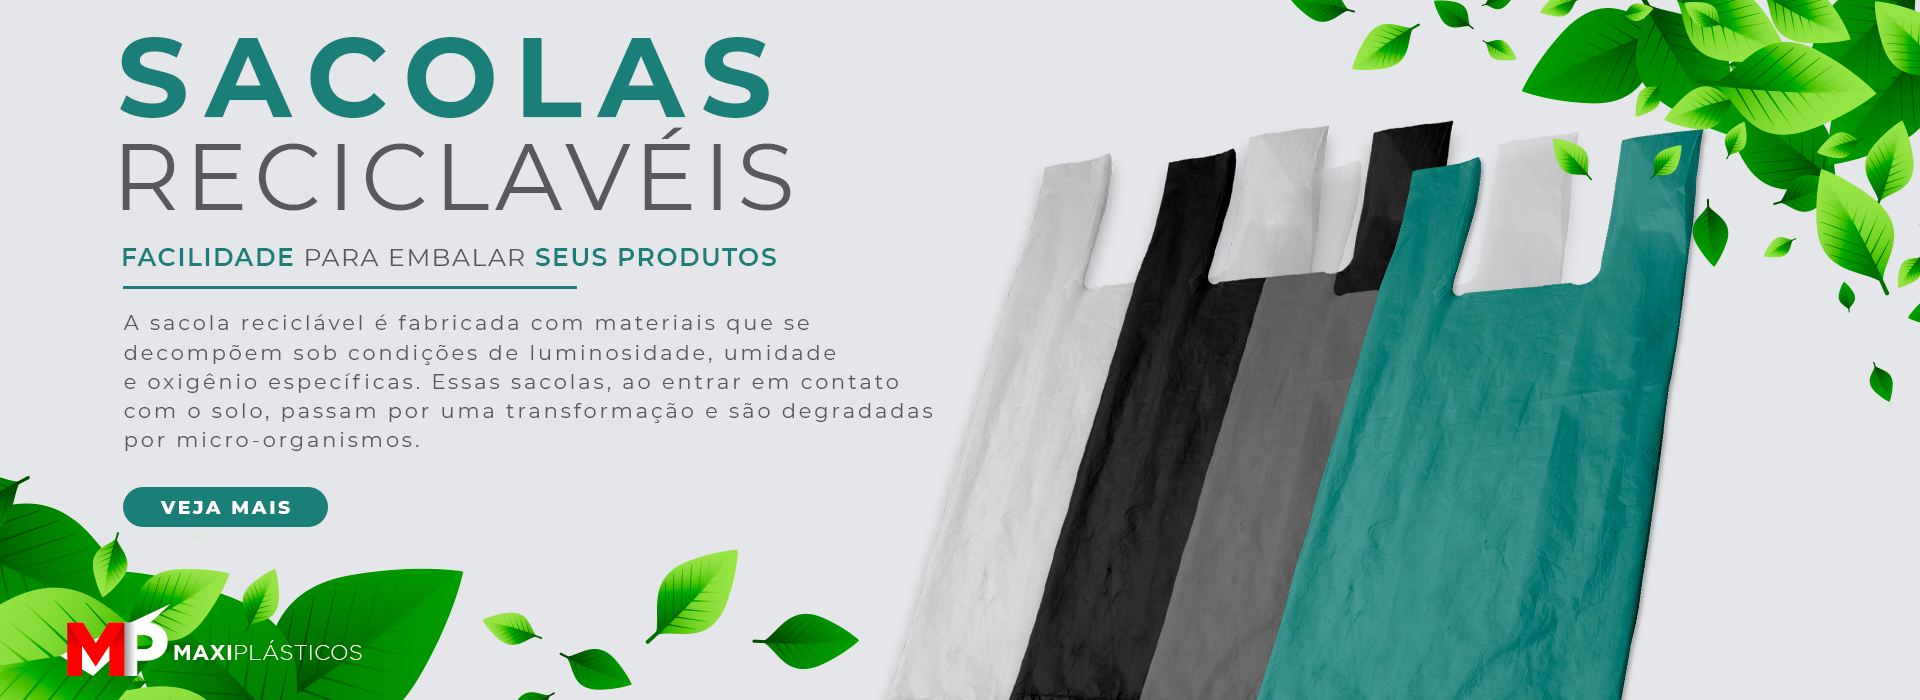 SACOLAS
RECICLAVÉIS
FACILIDADE PARA EMBALAR SEUS PRODUTOS
A sacola reciclável é fabricada com materiais que se
decompõem sob condições de luminosidade, umidade
e oxigênio específicas. Essas sacolas, ao entrar em contato
com o solo, passam por uma transformação e são degradadas
por micro-organismos.
VEJA MAIS
MP MAXIPLÁSTICOS